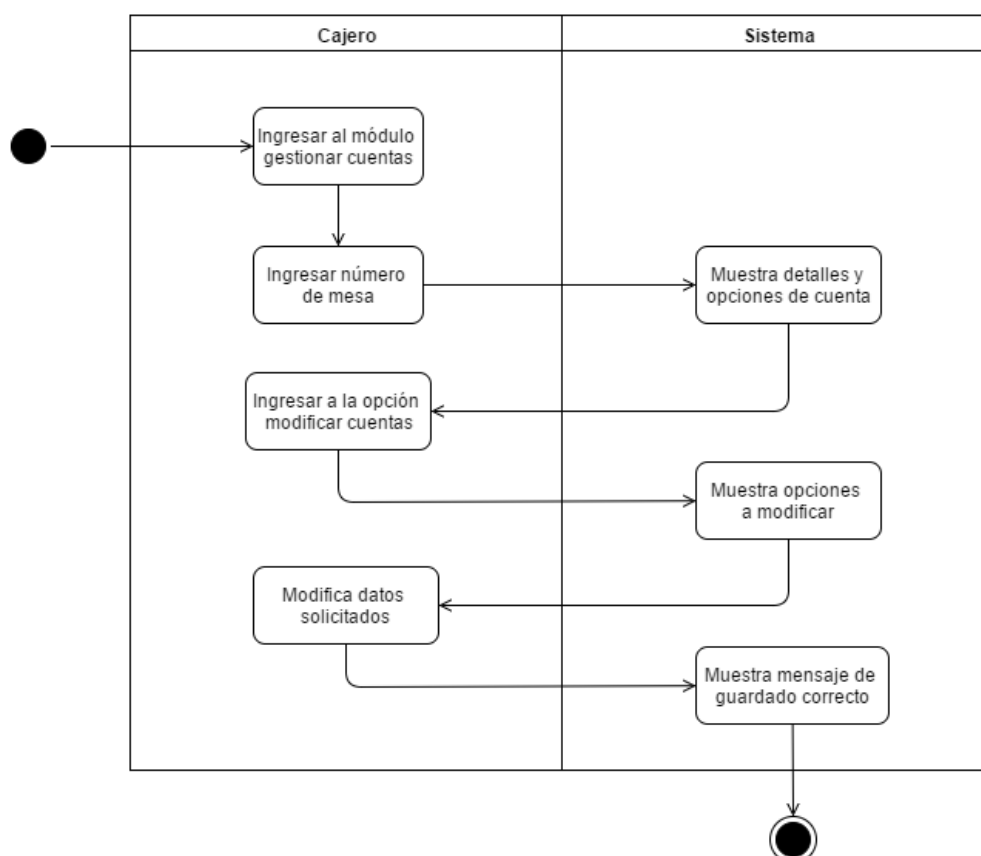 Cajero
Sistema
Ingresar al módulo
gestionar cuentas
Ingresar número
de mesa
Muestra detalles y
opciones de cuenta
Ingresar a la opción
modificar cuentas
Muestra opciones
a modificar
Modifica datos
solicitados
Muestra mensaje de
guardado correcto